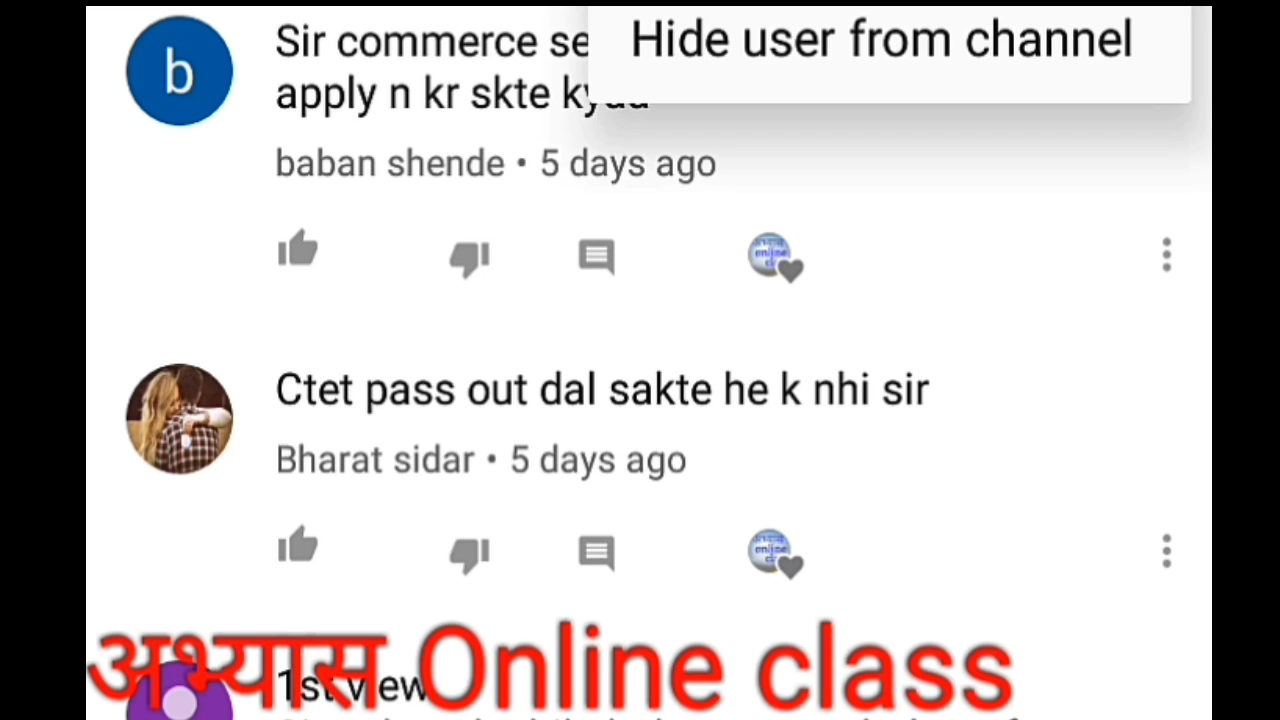 Hide user from channel
b
Sir commerce se
apply n kr skte
baban shende • 5 days ago
Ctet pass out dal sakte he k nhi sir
Bharat sidar • 5 days ago
अभ्यास Online class
1st view